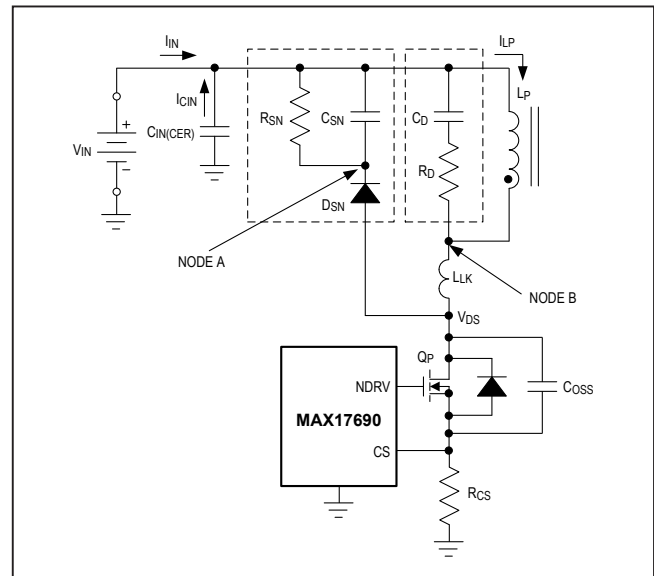 IIN
ILP
LP
ICIN
RSN
CSN
CD
CIN(CER)
VIN
+
−
RD
DSN
NODE A
LLK
NODE B
VDS
QP
NDRV
COSS
MAX17690
CS
RCS